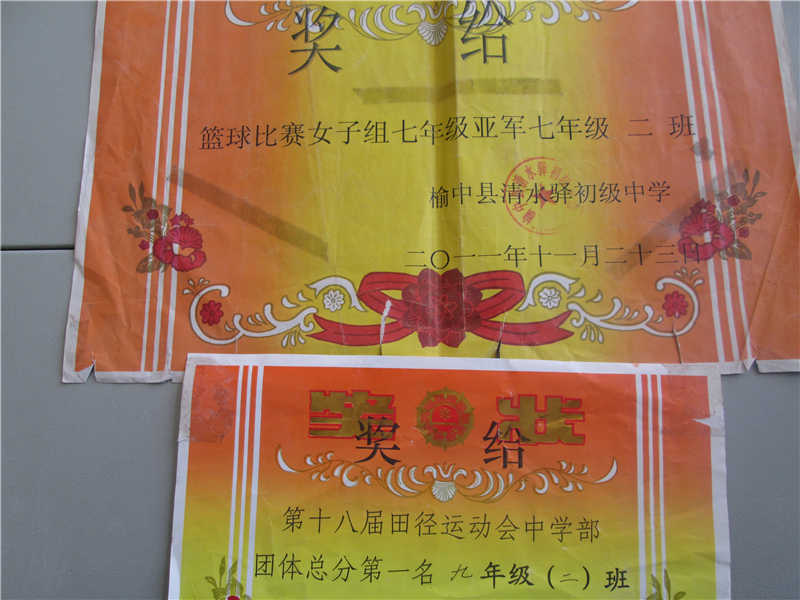 奖 给
篮球比赛女子组七年级亚军七年级 二 班
榆中县清水驿初级中学
二〇一一年十一月二十三日
奖状
奖 给
第十八届田径运动会中学部
团体总分第一名 九 年级(二)班